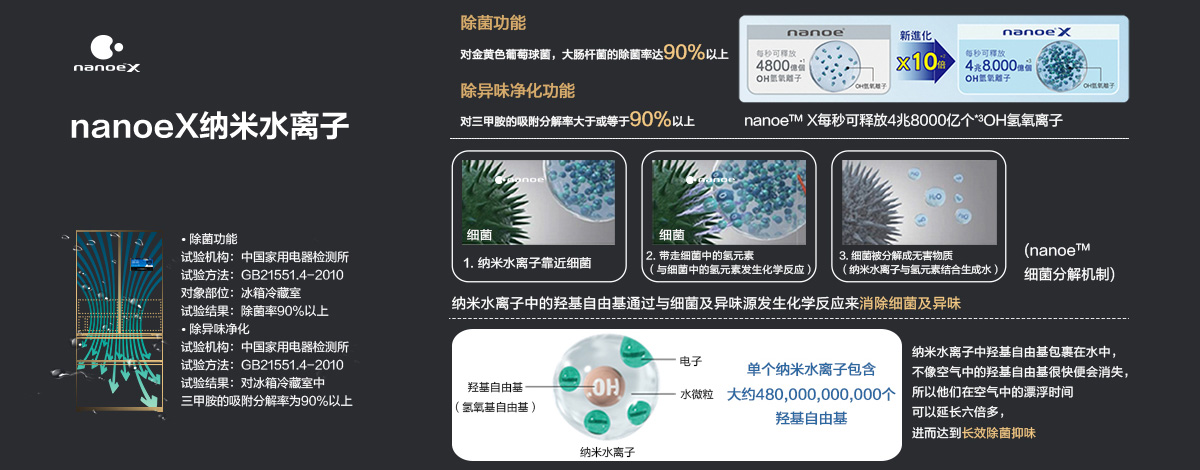 nanoeX
nanoeX纳米水离子
• 除菌功能
试验机构：中国家用电器检测所
试验方法：GB21551.4-2010
对象部位：冰箱冷藏室
试验结果：除菌率90%以上
• 除异味净化
试验机构：中国家用电器检测所
试验方法：GB21551.4-2010
试验结果：对冰箱冷藏室中
三甲胺的吸附分解率为90%以上
除菌功能
对金黄色葡萄球菌，大肠杆菌的除菌率达90%以上
除异味净化功能
对三甲胺的吸附分解率大于或等于90%以上
nanoe
每秒可釋放
4800億個
OH氫氧離子
OH氫氧離子
新進化
x10倍
nanoeX
每秒可釋放
4兆8,000億個
OH氫氧離子
OH氫氧離子
nanoe™ X每秒可释放4兆8000亿个*³OH氢氧离子
细菌
1. 纳米水离子靠近细菌
nanoe
细菌
2. 带走细菌中的氢元素
（与细菌中的氢元素发生化学反应）
H₂O
3. 细菌被分解成无害物质
（纳米水离子与氢元素结合生成水）
(nanoe™
细菌分解机制)
纳米水离子中的羟基自由基通过与细菌及异味源发生化学反应来消除细菌及异味
电子
OH
羟基自由基
（氢氧基自由基）
水微粒
纳米水离子
单个纳米水离子包含
大约480,000,000,000个
羟基自由基
纳米水离子中羟基自由基包裹在水中，
不像空气中的羟基自由基很快便会消失，
所以他们在空气中的漂浮时间
可以延长六倍多，
进而达到长效除菌抑味